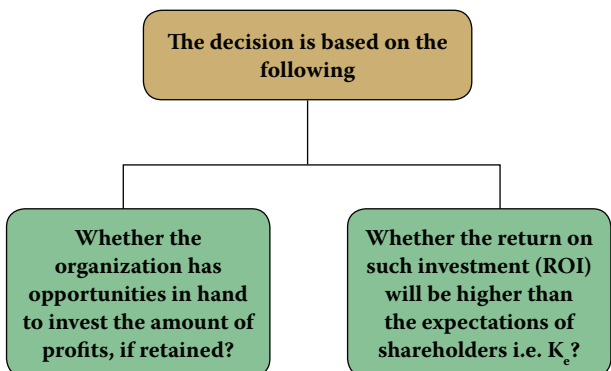 The decision is based on the
following
Whether the
organization has
opportunities in hand
to invest the amount of
profits, if retained?
Whether the return on
such investment (ROI)
will be higher than
the expectations of
shareholders i.e. Kₑ?